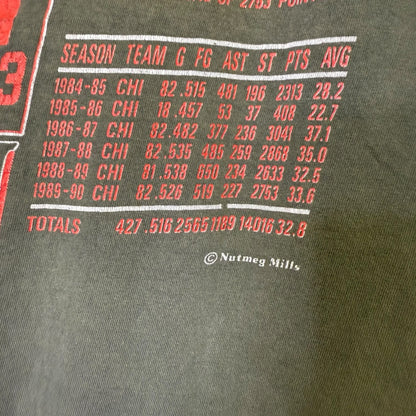 OF 2753 POINT
SEASON TEAM G FG AST ST PTS AVG
1984-85 CHI 82 .515 481 196 2313 28.2
1985-86 CHI 18 .457 53 37 408 22.7
1986-87 CHI 82 .482 377 236 3041 37.1
1987-88 CHI 82 .535 485 259 2868 35.0
1988-89 CHI 81 .538 650 234 2633 32.5
1989-90 CHI 82 .526 519 227 2753 33.6
TOTALS 427 .516 2565 1189 14016 32.8
© Nutmeg Mills
3